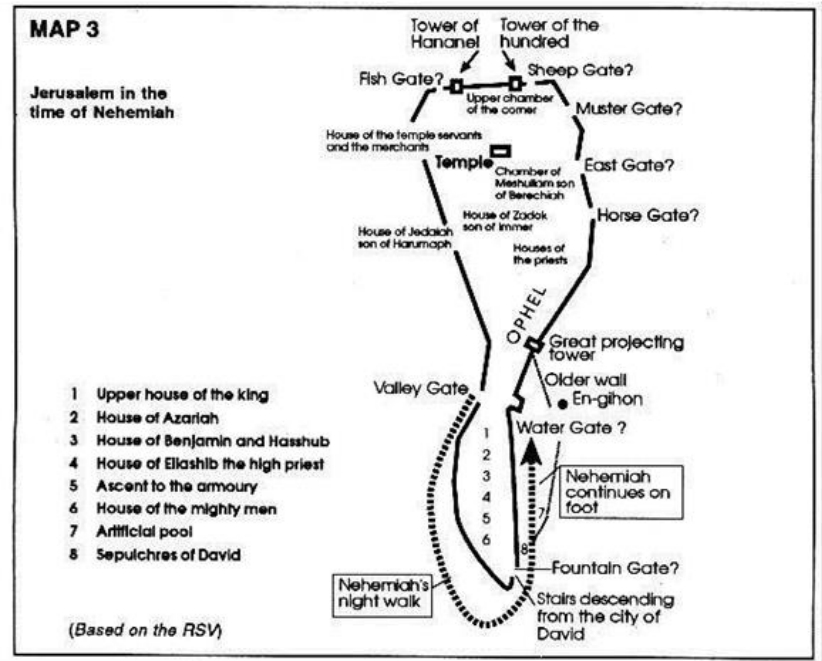 MAP 3
Jerusalem in the
time of Nehemiah
Tower of
Hananel
Tower of the
hundred
Fish Gate?
Sheep Gate?
Upper chamber
of the corner
Muster Gate?
House of the temple servants
and the merchants
Temple
East Gate?
Chamber of
Meshullam son
of Berechiah
House of Zadok
son of Immer
Horse Gate?
House of Jedaiah
son of Harumaph
Houses of
the priests
OPHEL
Great projecting
tower
Older wall
En-gihon
Valley Gate
Water Gate ?
1
2
3
4
5
6
7
8
Nehemiah
continues on
foot
Fountain Gate?
Nehemiah's
night walk
Stairs descending
from the city of
David
1 Upper house of the king
2 House of Azariah
3 House of Benjamin and Hasshub
4 House of Eliashib the high priest
5 Ascent to the armoury
6 House of the mighty men
7 Artificial pool
8 Sepulchres of David
(Based on the RSV)